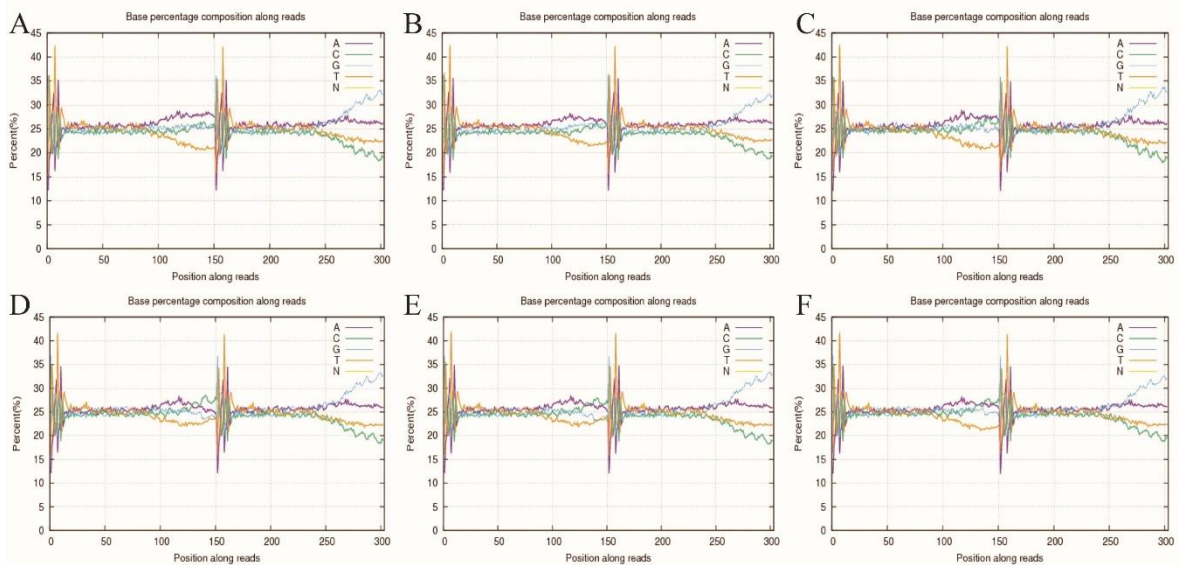 A
Base percentage composition along reads
45
40
35
30
25
20
15
10
5
0
Percent(%)
A
C
G
T
N
0 50 100 150 200 250 300
Position along reads
B
Base percentage composition along reads
45
40
35
30
25
20
15
10
5
0
Percent(%)
A
C
G
T
N
0 50 100 150 200 250 300
Position along reads
C
Base percentage composition along reads
45
40
35
30
25
20
15
10
5
0
Percent(%)
A
C
G
T
N
0 50 100 150 200 250 300
Position along reads
D
Base percentage composition along reads
45
40
35
30
25
20
15
10
5
0
Percent(%)
A
C
G
T
N
0 50 100 150 200 250 300
Position along reads
E
Base percentage composition along reads
45
40
35
30
25
20
15
10
5
0
Percent(%)
A
C
G
T
N
0 50 100 150 200 250 300
Position along reads
F
Base percentage composition along reads
45
40
35
30
25
20
15
10
5
0
Percent(%)
A
C
G
T
N
0 50 100 150 200 250 300
Position along reads